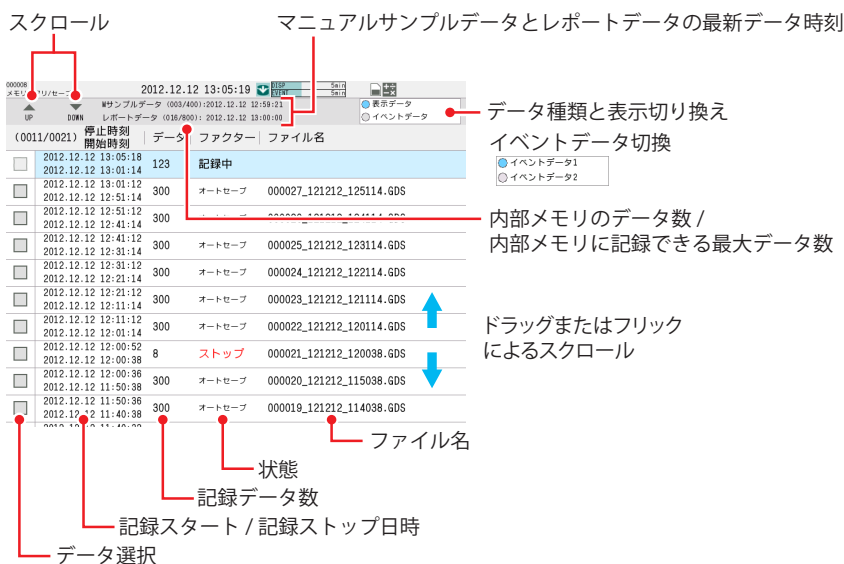 スクロール
マニュアルサンプルデータとレポートデータの最新データ時刻
000008
2012.12.12 13:05:19
DISP 5min
EVENT 5min
UP
DOWN
Mサンプルデータ (003/400):2012.12.12 12:59:21
レポートデータ (016/800): 2012.12.12 13:00:00
表示データ
イベントデータ
データ種類と表示切り換え
イベントデータ切換
イベントデータ1
イベントデータ2
(0011/0021) 停止時刻 開始時刻 データ ファクター ファイル名
2012.12.12 13:05:18
2012.12.12 13:01:14
123 記録中
2012.12.12 13:01:12
2012.12.12 12:51:14
300 オートセーブ 000027_121212_125114.GDS
2012.12.12 12:51:12
2012.12.12 12:41:14
300
内部メモリのデータ数 /
内部メモリに記録できる最大データ数
2012.12.12 12:41:12
2012.12.12 12:31:14
300 オートセーブ 000025_121212_123114.GDS
2012.12.12 12:31:12
2012.12.12 12:21:14
300 オートセーブ 000024_121212_122114.GDS
2012.12.12 12:21:12
2012.12.12 12:11:14
300 オートセーブ 000023_121212_121114.GDS
2012.12.12 12:11:12
2012.12.12 12:01:14
300 オートセーブ 000022_121212_120114.GDS
ドラッグまたはフリック
によるスクロール
2012.12.12 12:00:52
2012.12.12 12:00:38
8 ストップ 000021_121212_120038.GDS
2012.12.12 12:00:36
2012.12.12 11:50:38
300 オートセーブ 000020_121212_115038.GDS
2012.12.12 11:50:36
2012.12.12 11:40:38
300 オートセーブ 000019_121212_114038.GDS
ファイル名
状態
記録データ数
記録スタート / 記録ストップ日時
データ選択